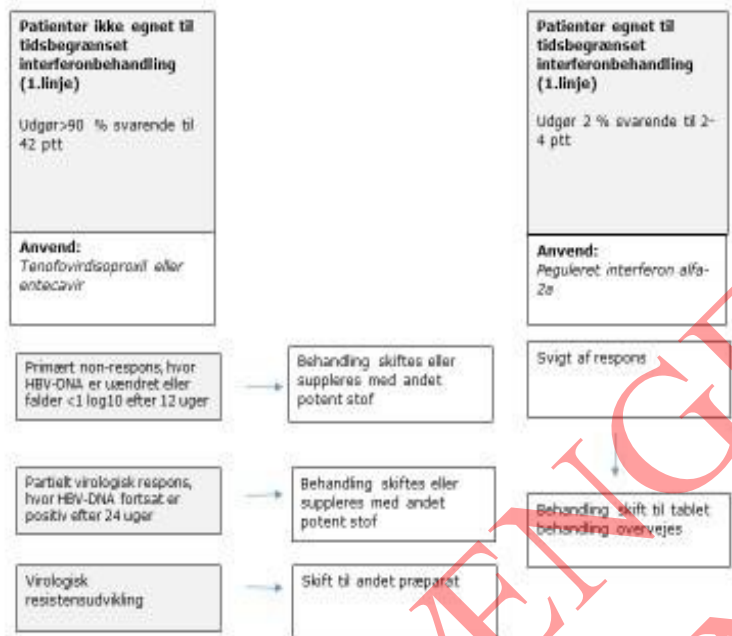 Patienter ikke egnet til
tidsbegrænset
interferonbehandling
(1.linje)
Udgør>90 % svarende til
42 ptt
Anvend:
Tenofovirdisoproxil eller
entecavir
Patienter egnet til
tidsbegrænset
interferonbehandling
(1.linje)
Udgør 2 % svarende til 2-
4 ptt
Anvend:
Peguleret interferon alfa-
2a
Primært non-respons, hvor
HBV-DNA er uændret eller
falder <1 log10 efter 12 uger
Behandling skiftes eller
suppleres med andet
potent stof
Svigt af respons
Partielt virologisk respons,
hvor HBV-DNA fortsat er
positiv efter 24 uger
Behandling skiftes eller
suppleres med andet
potent stof
Behandling skift til tablet
behandling overvejes
Virologisk
resistensudvikling
Skift til andet præparat